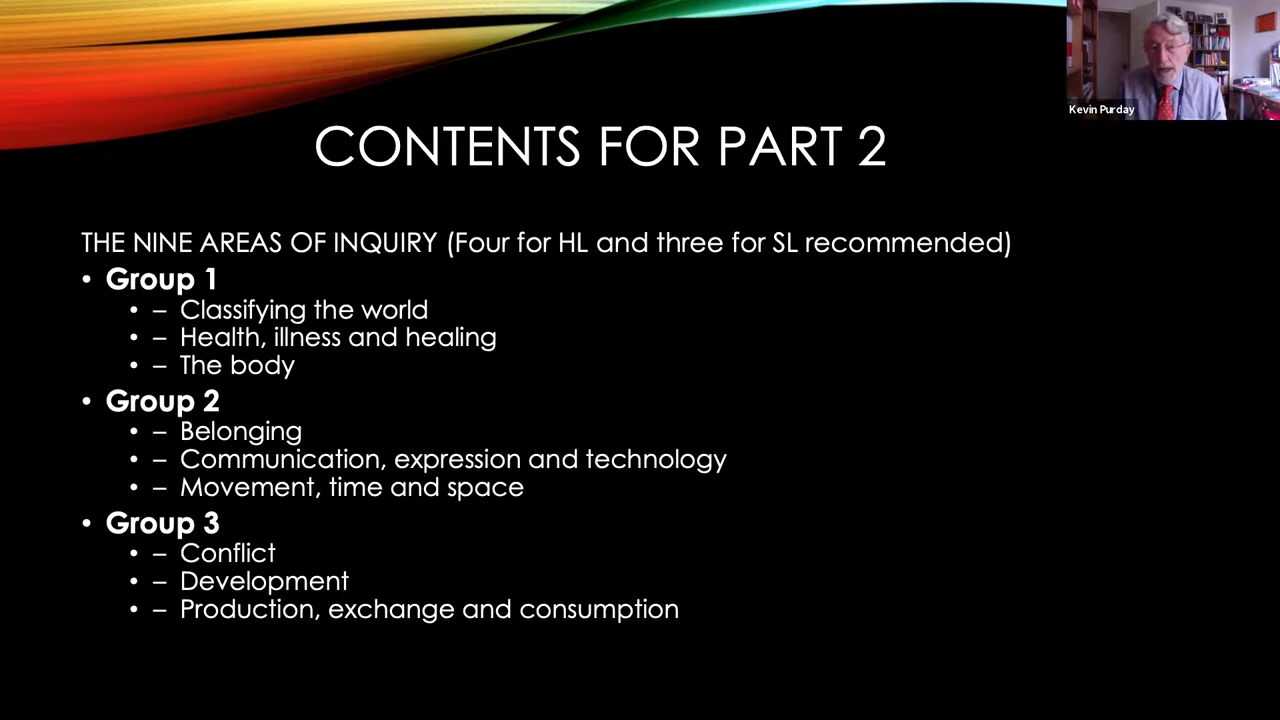 Kevin Purday
CONTENTS FOR PART 2
THE NINE AREAS OF INQUIRY (Four for HL and three for SL recommended)
• Group 1
• – Classifying the world
• – Health, illness and healing
• – The body
• Group 2
• – Belonging
• – Communication, expression and technology
• – Movement, time and space
• Group 3
• – Conflict
• – Development
• – Production, exchange and consumption